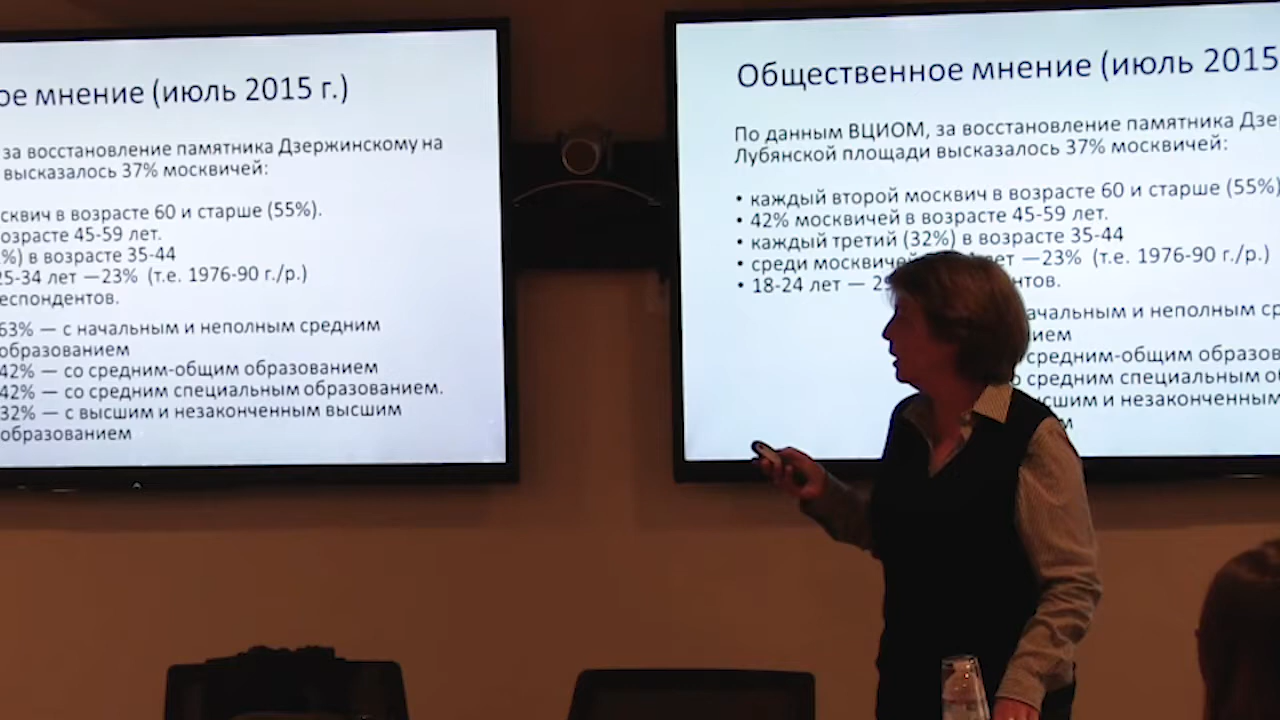 ое мнение (июль 2015 г.)
за восстановление памятника Дзержинскому на
высказалось 37% москвичей:
сквич в возрасте 60 и старше (55%).
озрасте 45-59 лет.
%) в возрасте 35-44
25-34 лет —23% (т.е. 1976-90 г./р.)
еспондентов.
63% — с начальным и неполным средним
образованием
42% — со средним-общим образованием
42% — со средним специальным образованием.
32% — с высшим и незаконченным высшим
образованием
Общественное мнение (июль 2015
По данным ВЦИОМ, за восстановление памятника Дзе
Лубянской площади высказалось 37% москвичей:
• каждый второй москвич в возрасте 60 и старше (55%)
• 42% москвичей в возрасте 45-59 лет.
• каждый третий (32%) в возрасте 35-44
• среди москвичей лет —23% (т.е. 1976-90 г./р.)
• 18-24 лет — 2 нтов.
ачальным и неполным ср
ием
средним-общим образов
о средним специальным об
сшим и незаконченным
м